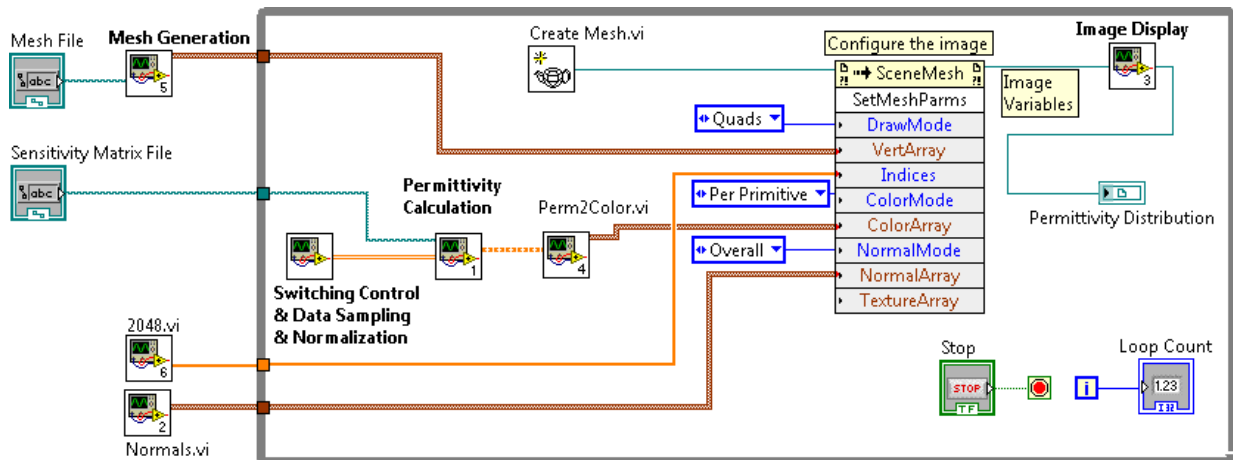 Mesh File
Mesh Generation
abc
5
Create Mesh.vi
Configure the image
SceneMesh
SetMeshParms
DrawMode
VertArray
Indices
ColorMode
ColorArray
NormalMode
NormalArray
TextureArray
Image Display
3
Image
Variables
Quads
Per Primitive
Overall
Permittivity Distribution
Sensitivity Matrix File
abc
Permittivity
Calculation
1
Perm2Color.vi
4
Switching Control
& Data Sampling
& Normalization
2048.vi
6
2
Normals.vi
Stop
STOP
TF
i
Loop Count
1.23
I32